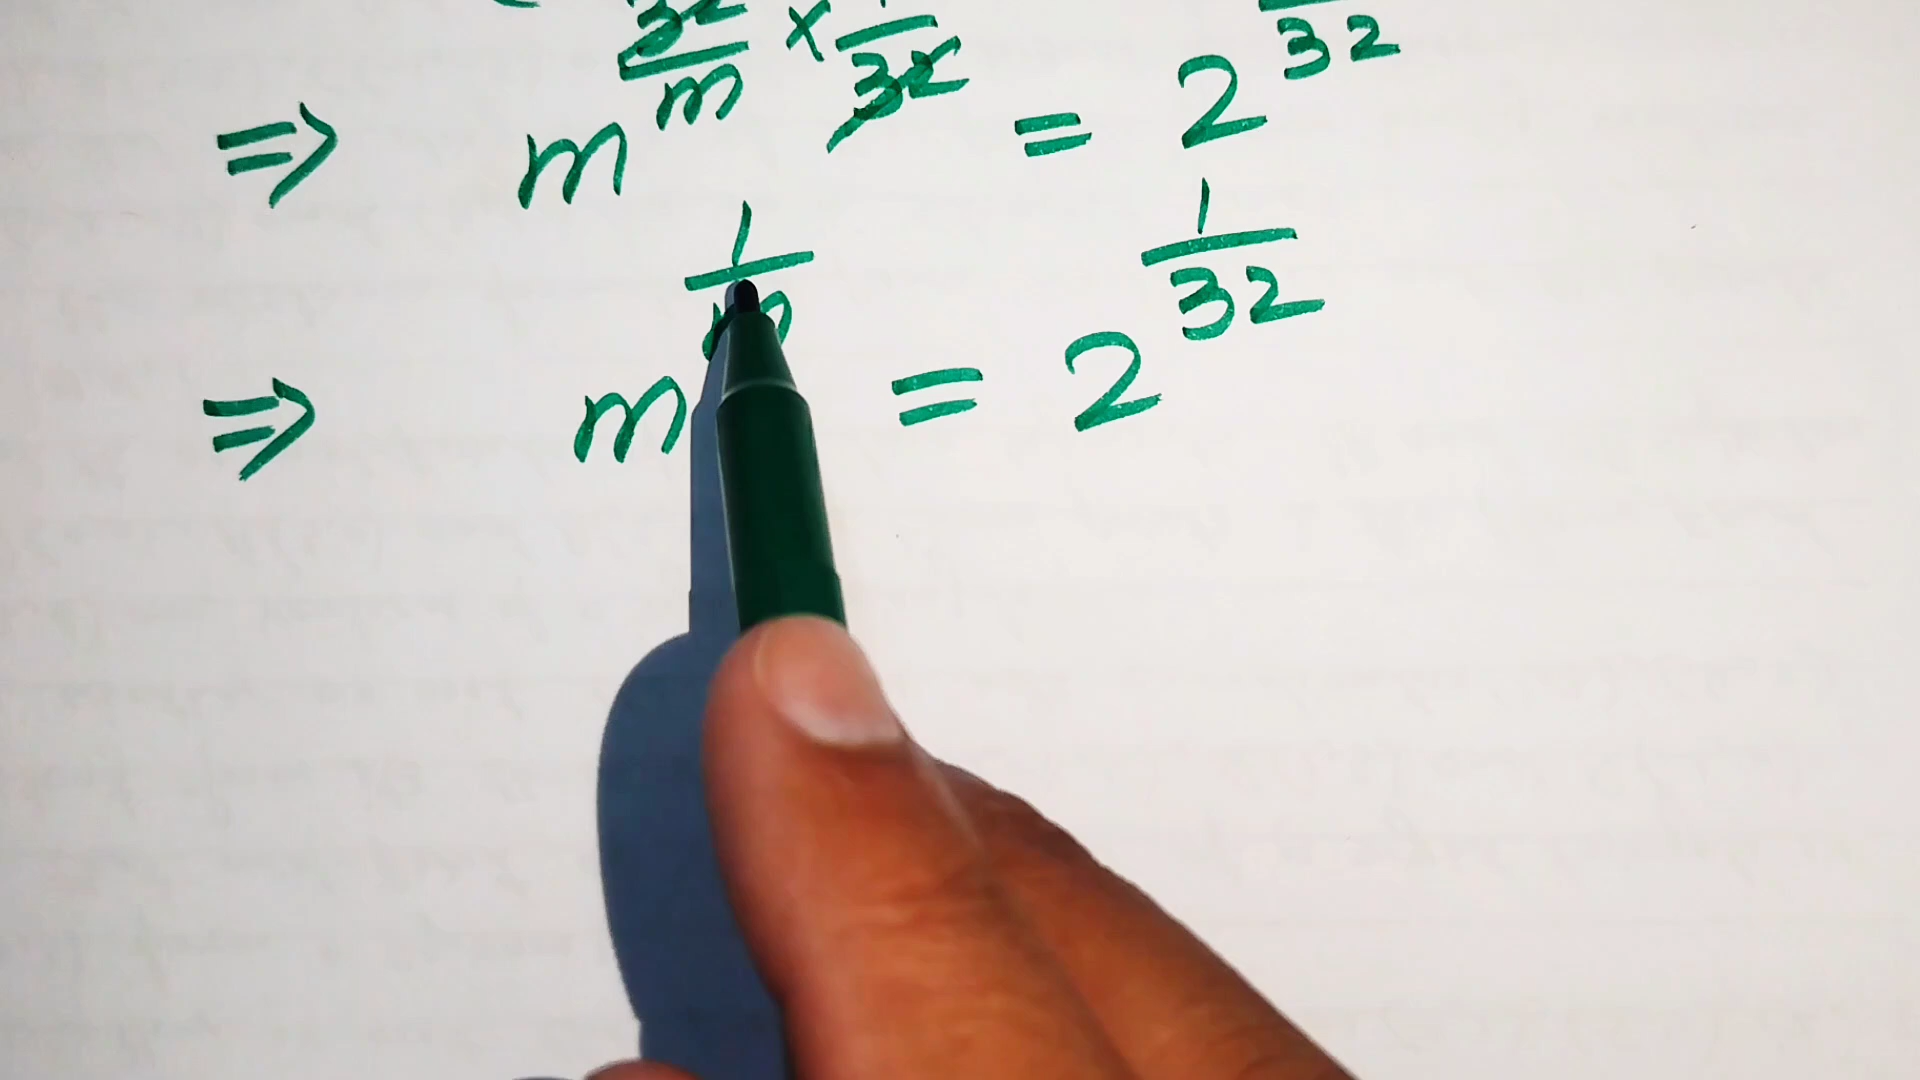 ⇒ m^(32/m × 1/32) = 2^(1/32)
⇒ m^(1/m) = 2^(1/32)